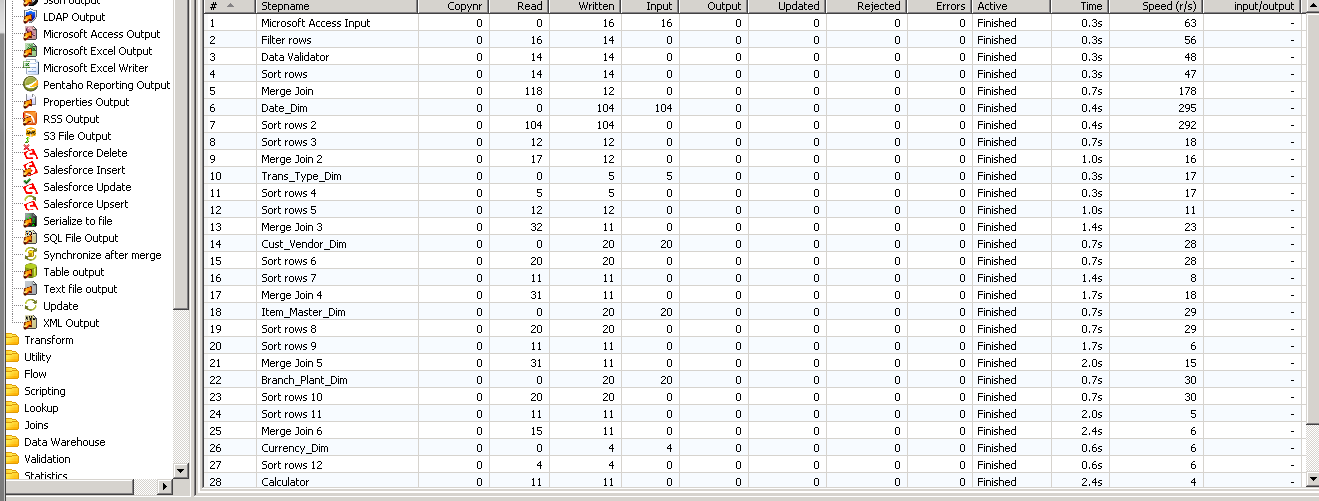 Json output
LDAP Output
Microsoft Access Output
Microsoft Excel Output
Microsoft Excel Writer
Pentaho Reporting Output
Properties Output
RSS Output
S3 File Output
Salesforce Delete
Salesforce Insert
Salesforce Update
Salesforce Upsert
Serialize to file
SQL File Output
Synchronize after merge
Table output
Text file output
Update
XML Output
Transform
Utility
Flow
Scripting
Lookup
Joins
Data Warehouse
Validation
Statistics
# Stepname Copynr Read Written Input Output Updated Rejected Errors Active Time Speed (r/s) input/output
1 Microsoft Access Input 0 0 16 16 0 0 0 0 Finished 0.3s 63 -
2 Filter rows 0 16 14 0 0 0 0 0 Finished 0.3s 56 -
3 Data Validator 0 14 14 0 0 0 0 0 Finished 0.3s 48 -
4 Sort rows 0 14 14 0 0 0 0 0 Finished 0.3s 47 -
5 Merge Join 0 118 12 0 0 0 0 0 Finished 0.7s 178 -
6 Date_Dim 0 0 104 104 0 0 0 0 Finished 0.4s 295 -
7 Sort rows 2 0 104 104 0 0 0 0 0 Finished 0.4s 292 -
8 Sort rows 3 0 12 12 0 0 0 0 0 Finished 0.7s 18 -
9 Merge Join 2 0 17 12 0 0 0 0 0 Finished 1.0s 16 -
10 Trans_Type_Dim 0 0 5 5 0 0 0 0 Finished 0.3s 17 -
11 Sort rows 4 0 5 5 0 0 0 0 0 Finished 0.3s 17 -
12 Sort rows 5 0 12 12 0 0 0 0 0 Finished 1.0s 11 -
13 Merge Join 3 0 32 11 0 0 0 0 0 Finished 1.4s 23 -
14 Cust_Vendor_Dim 0 0 20 20 0 0 0 0 Finished 0.7s 28 -
15 Sort rows 6 0 20 20 0 0 0 0 0 Finished 0.7s 28 -
16 Sort rows 7 0 11 11 0 0 0 0 0 Finished 1.4s 8 -
17 Merge Join 4 0 31 11 0 0 0 0 0 Finished 1.7s 18 -
18 Item_Master_Dim 0 0 20 20 0 0 0 0 Finished 0.7s 29 -
19 Sort rows 8 0 20 20 0 0 0 0 0 Finished 0.7s 29 -
20 Sort rows 9 0 11 11 0 0 0 0 0 Finished 1.7s 6 -
21 Merge Join 5 0 31 11 0 0 0 0 0 Finished 2.0s 15 -
22 Branch_Plant_Dim 0 0 20 20 0 0 0 0 Finished 0.7s 30 -
23 Sort rows 10 0 20 20 0 0 0 0 0 Finished 0.7s 30 -
24 Sort rows 11 0 11 11 0 0 0 0 0 Finished 2.0s 5 -
25 Merge Join 6 0 15 11 0 0 0 0 0 Finished 2.4s 6 -
26 Currency_Dim 0 0 4 4 0 0 0 0 Finished 0.6s 6 -
27 Sort rows 12 0 4 4 0 0 0 0 0 Finished 0.6s 6 -
28 Calculator 0 11 11 0 0 0 0 0 Finished 2.4s 4 -